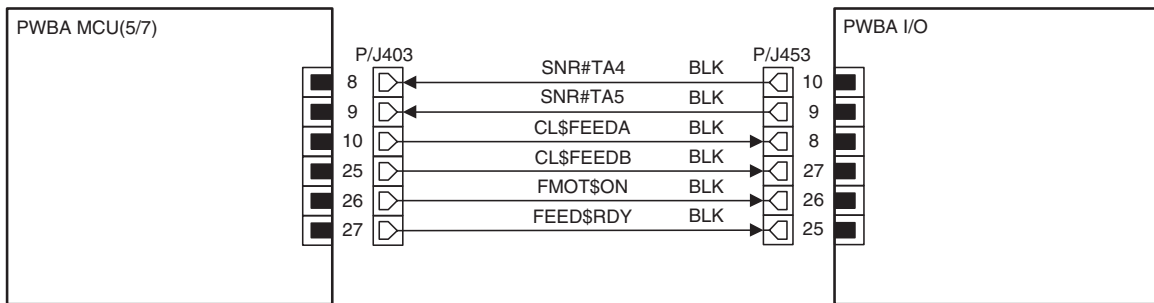 PWBA MCU(5/7)
PWBA I/O
P/J403
P/J453
8 SNR#TA4 BLK 10
9 SNR#TA5 BLK 9
10 CL$FEEDA BLK 8
25 CL$FEEDB BLK 27
26 FMOT$ON BLK 26
27 FEED$RDY BLK 25